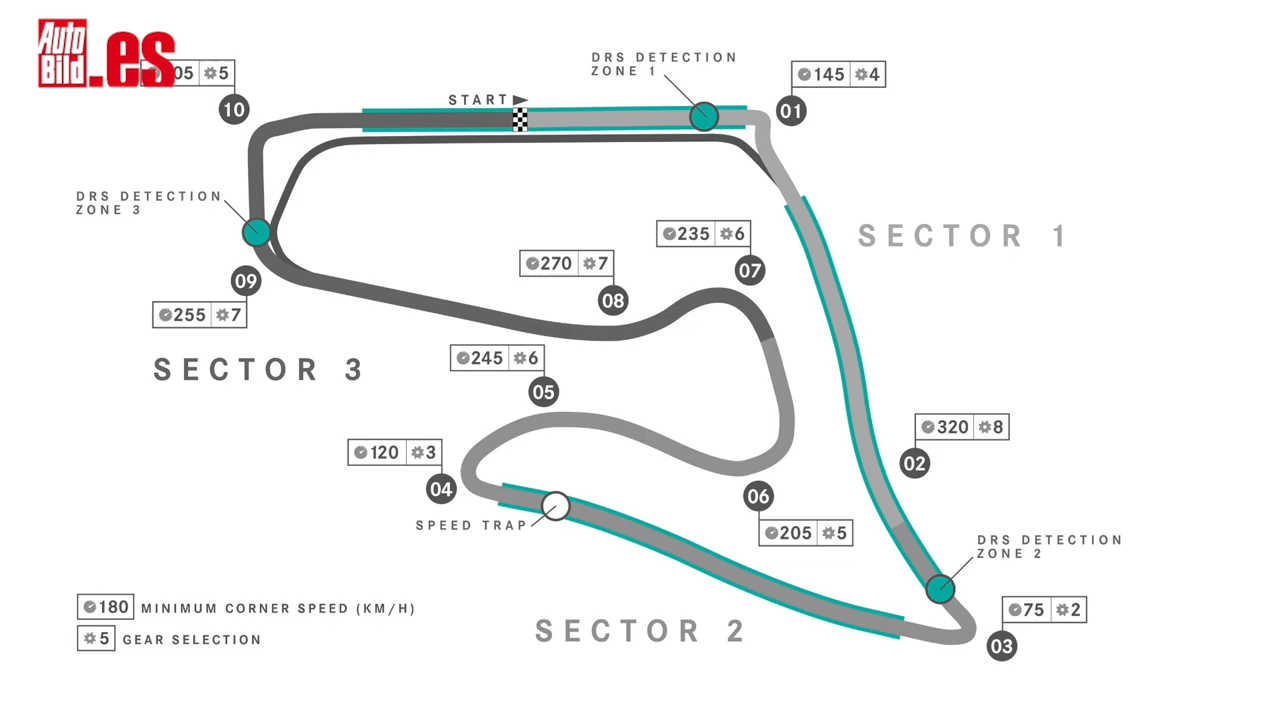 Auto
Bild.es
5
10
START
DRS DETECTION
ZONE 1
145 4
01
DRS DETECTION
ZONE 3
235 6
07
SECTOR 1
270 7
08
09
255 7
SECTOR 3
245 6
05
120 3
04
320 8
02
SPEED TRAP
06
205 5
DRS DETECTION
ZONE 2
75 2
03
SECTOR 2
180 MINIMUM CORNER SPEED (KM/H)
5 GEAR SELECTION